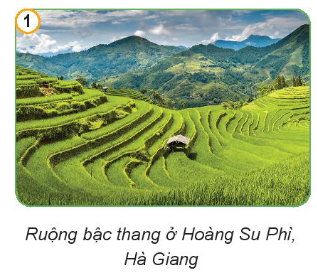 1
Ruộng bậc thang ở Hoàng Su Phì,
Hà Giang